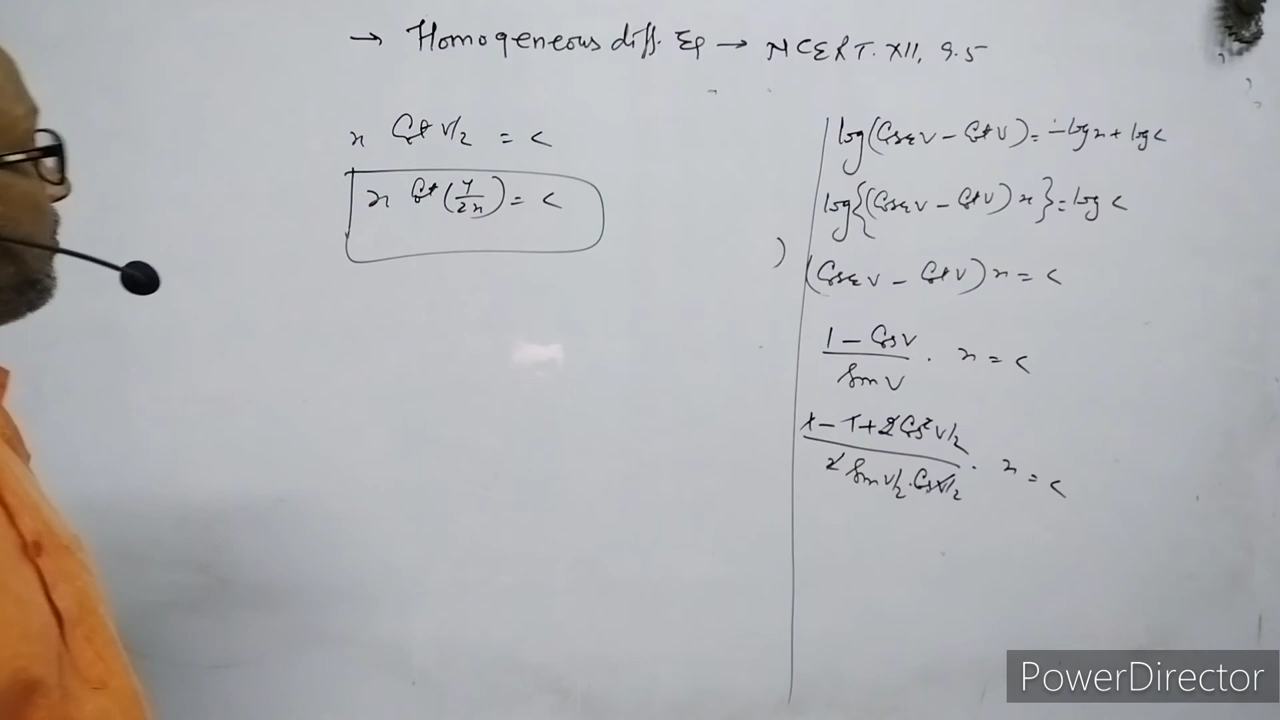 → Homogeneous diff. Eq → NCERT. XII, 9.5
x Cot v/2 = c
x Cot (y/2x) = c
log(Cosec v - Cot v) = -log x + log c
log{(Cosec v - Cot v) x} = log c
) (Cosec v - Cot v) x = c
1 - Cos v / Sin v . x = c
1 - 1 + 2 Cos² v/2 / 2 Sin v/2 . Cos v/2 . x = c
PowerDirector